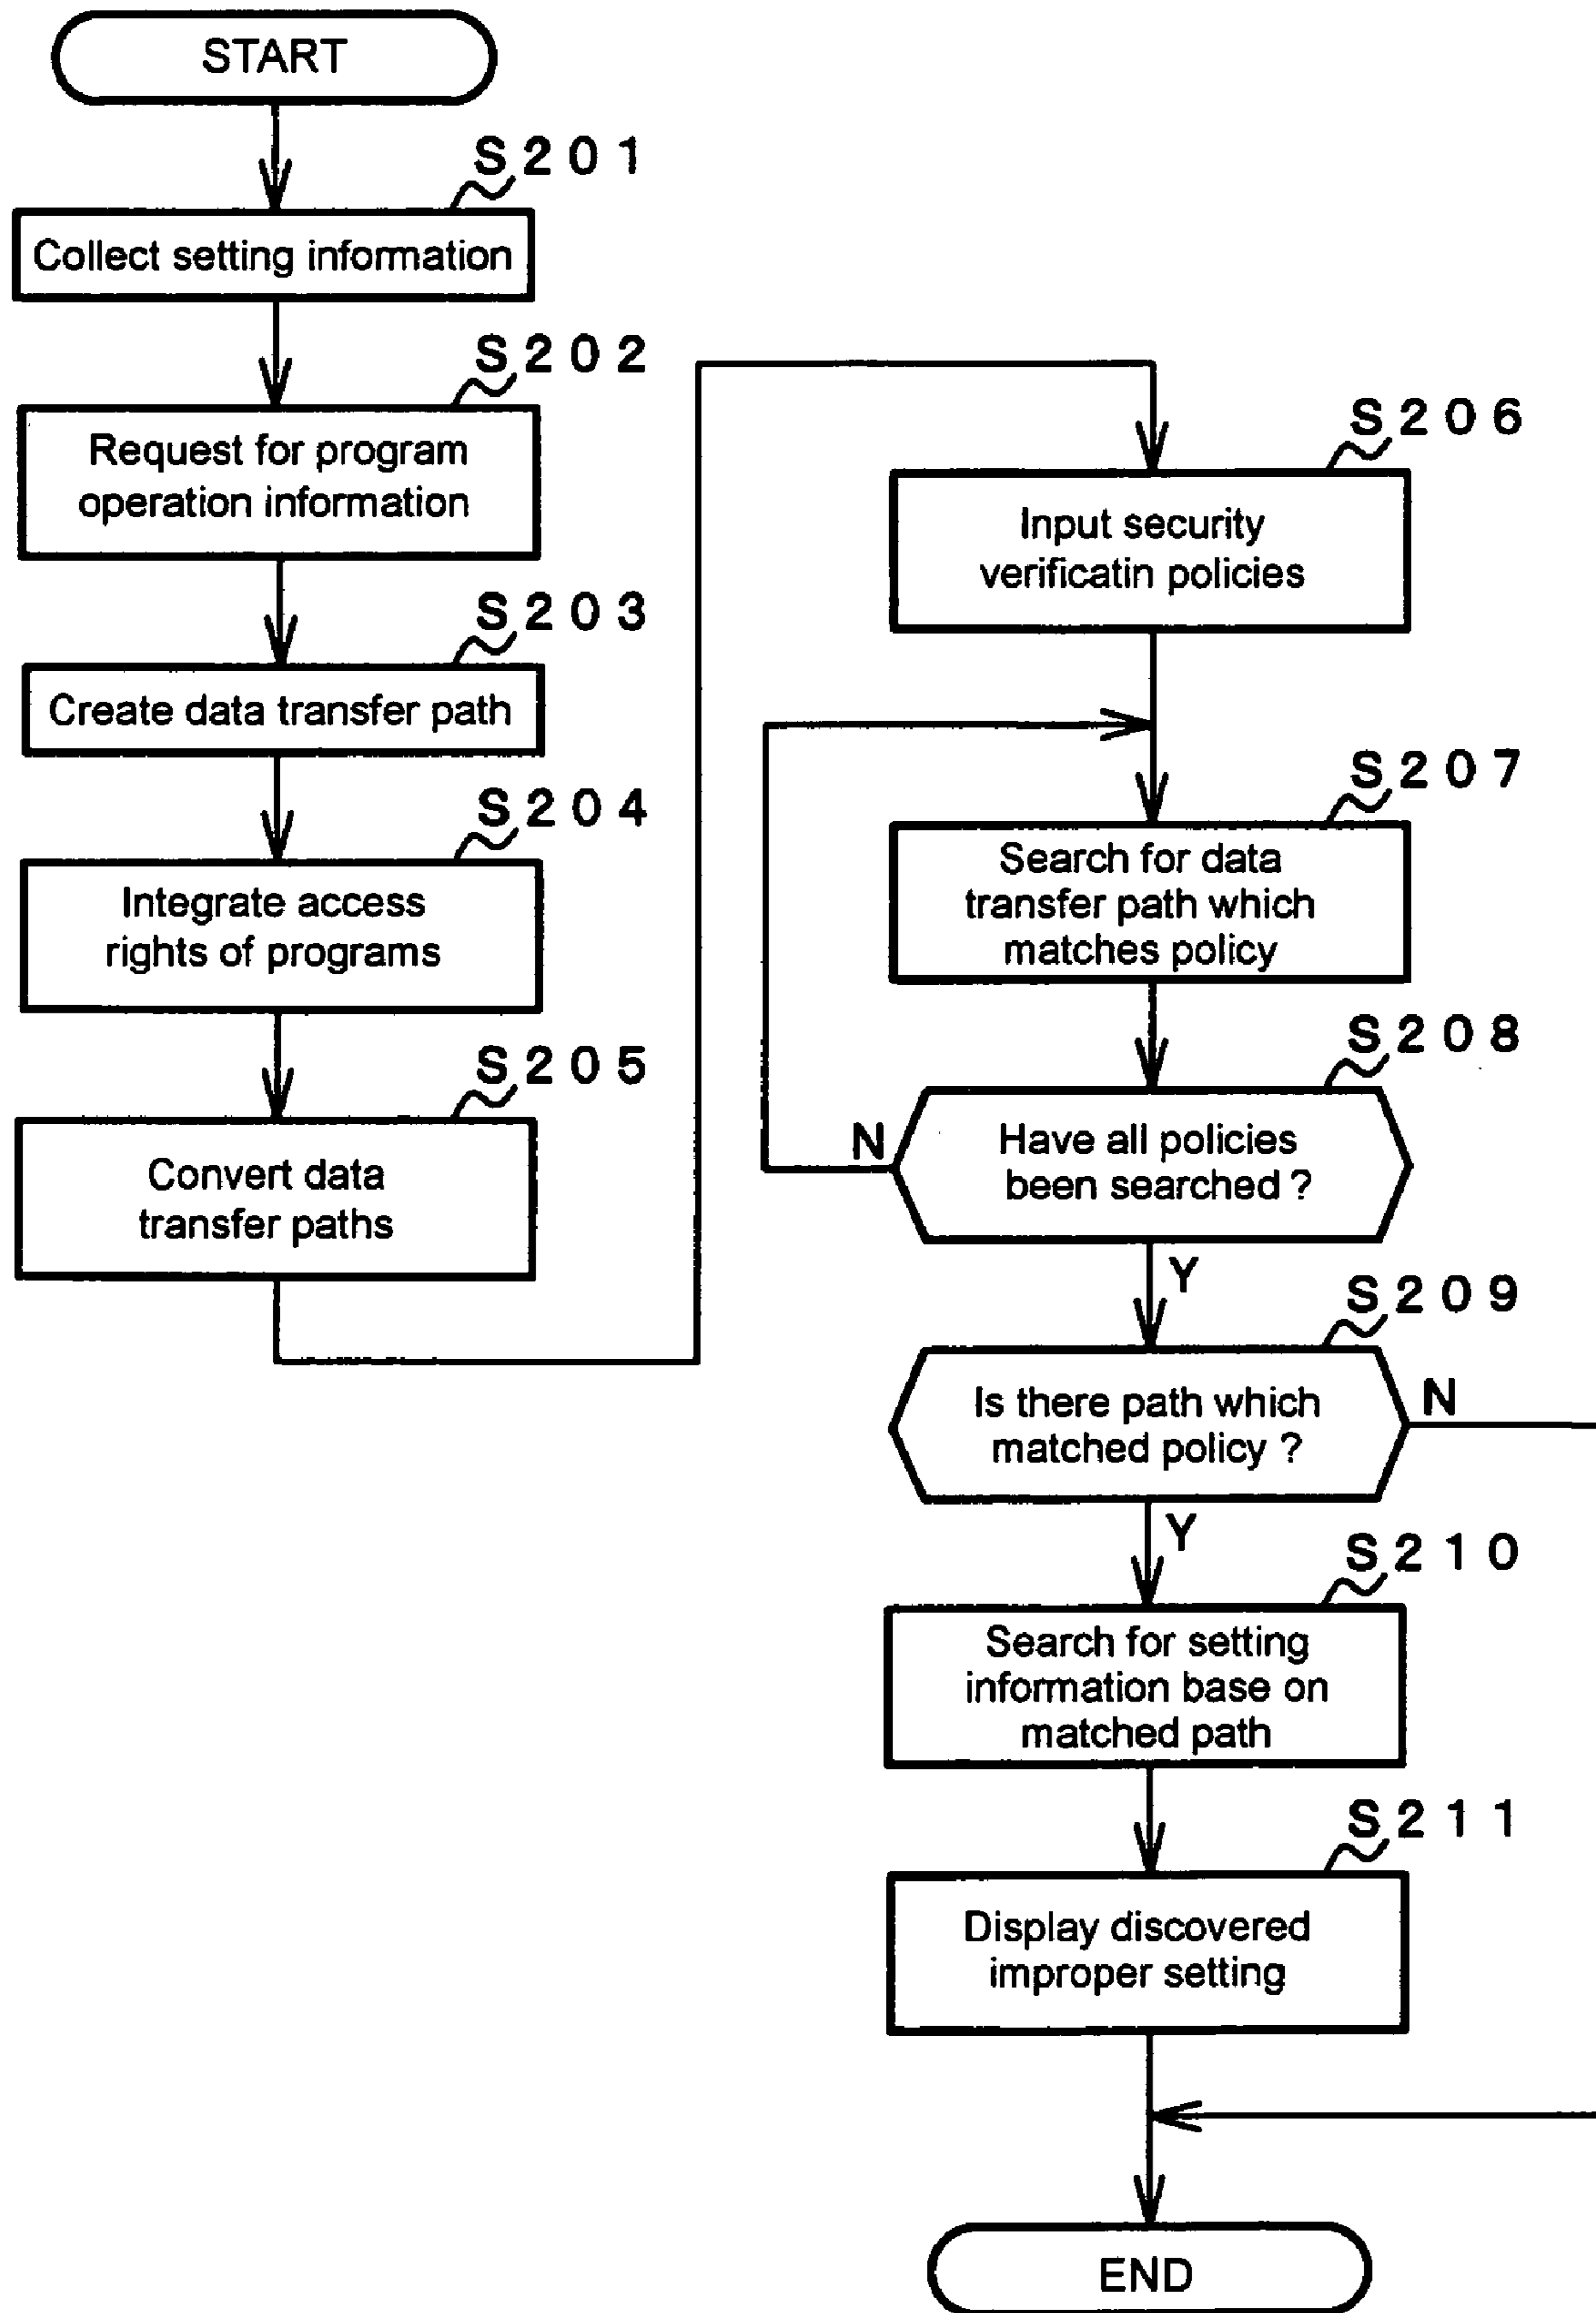 START
S201
Collect setting information
S202
Request for program
operation information
S203
Create data transfer path
S204
Integrate access
rights of programs
S205
Convert data
transfer paths
S206
Input security
verificatin policies
S207
Search for data
transfer path which
matches policy
S208
Have all policies
been searched ?
N
Y
S209
Is there path which
matched policy ?
N
Y
S210
Search for setting
information base on
matched path
S211
Display discovered
improper setting
END